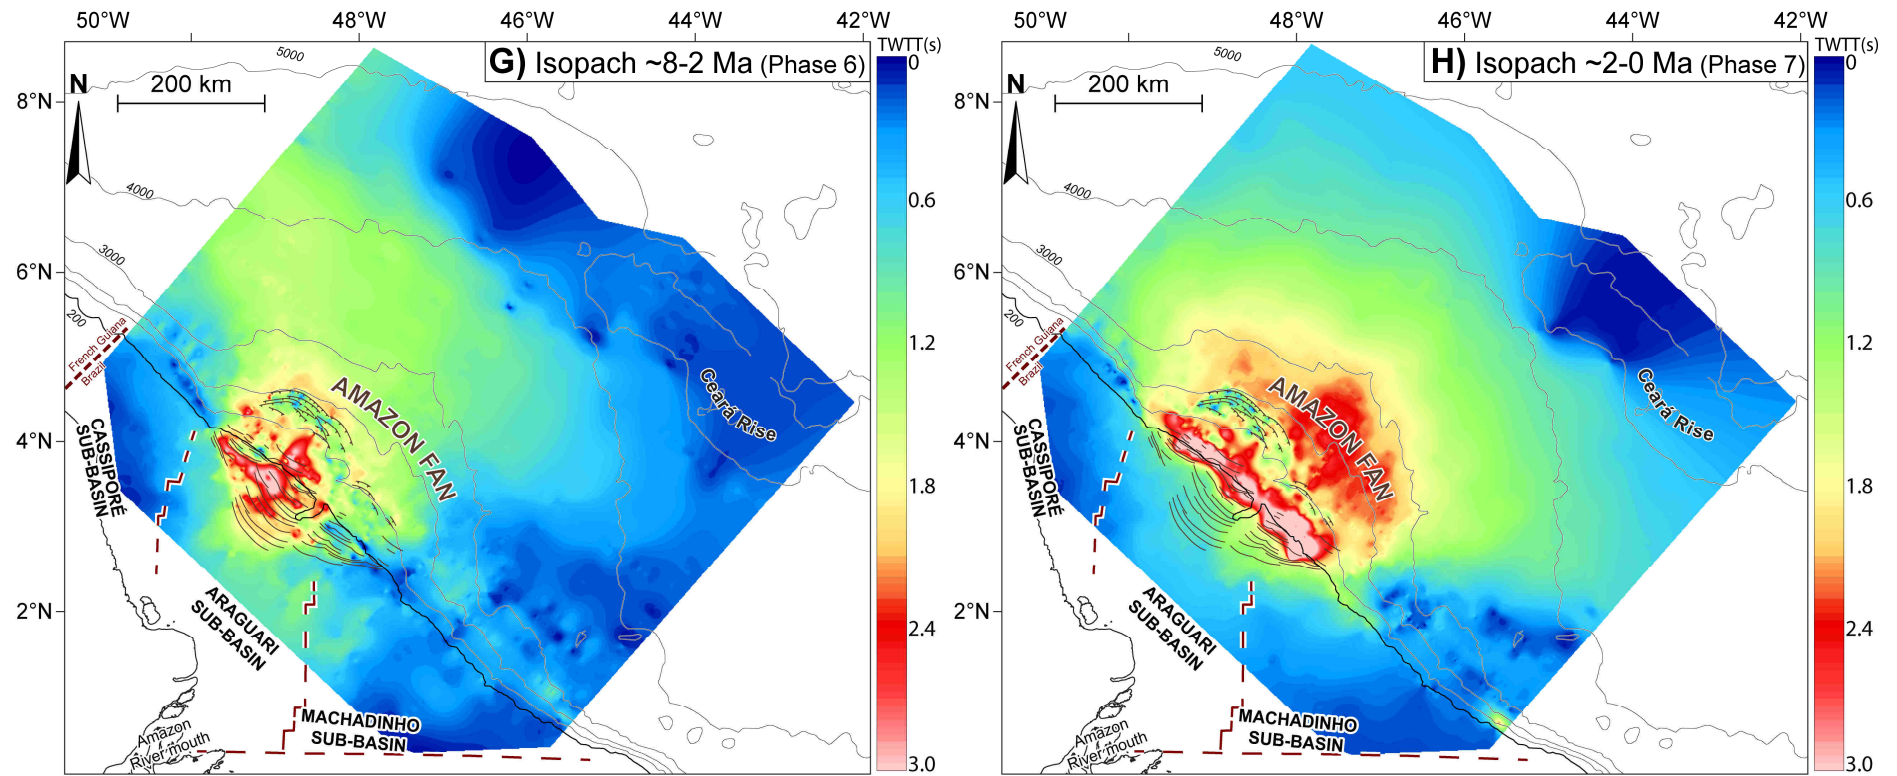 50°W 48°W 46°W 44°W 42°W
G) Isopach ~8-2 Ma (Phase 6)
TWTT(s)
N
200 km
5000
4000
3000
200
8°N
6°N
4°N
2°N
French Guiana
Brazil
AMAZON FAN
Ceará Rise
CASSIPORÉ
SUB-BASIN
ARAGUARI
SUB-BASIN
MACHADINHO
SUB-BASIN
Amazon
River mouth
0
0.6
1.2
1.8
2.4
3.0
50°W 48°W 46°W 44°W 42°W
H) Isopach ~2-0 Ma (Phase 7)
TWTT(s)
N
200 km
5000
4000
3000
200
8°N
6°N
4°N
2°N
French Guiana
Brazil
AMAZON FAN
Ceará Rise
CASSIPORÉ
SUB-BASIN
ARAGUARI
SUB-BASIN
MACHADINHO
SUB-BASIN
Amazon
River mouth
0
0.6
1.2
1.8
2.4
3.0